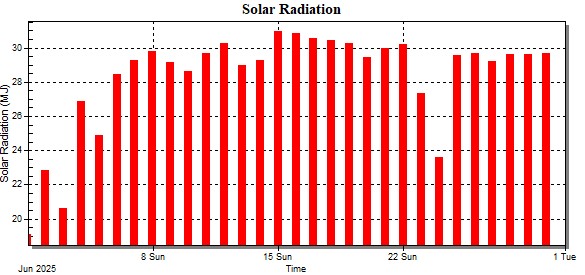 Solar Radiation
Solar Radiation (MJ)
30
28
26
24
22
20
8 Sun
15 Sun
22 Sun
1 Tue
Jun 2025
Time